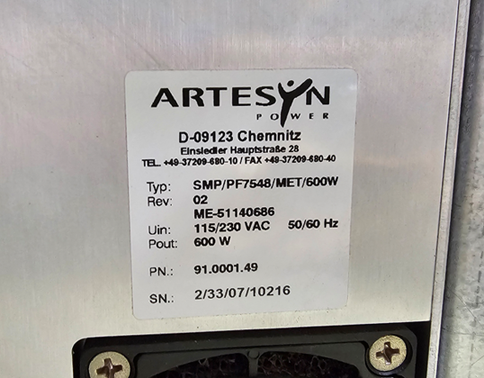 ARTESYN
POWER
D-09123 Chemnitz
Einsiedler Hauptstraße 28
TEL. +49-37209-680-10 / FAX +49-37209-680-40
Typ: SMP/PF7548/MET/600W
Rev: 02
ME-51140686
Uin: 115/230 VAC 50/60 Hz
Pout: 600 W
PN.: 91.0001.49
SN.: 2/33/07/10216